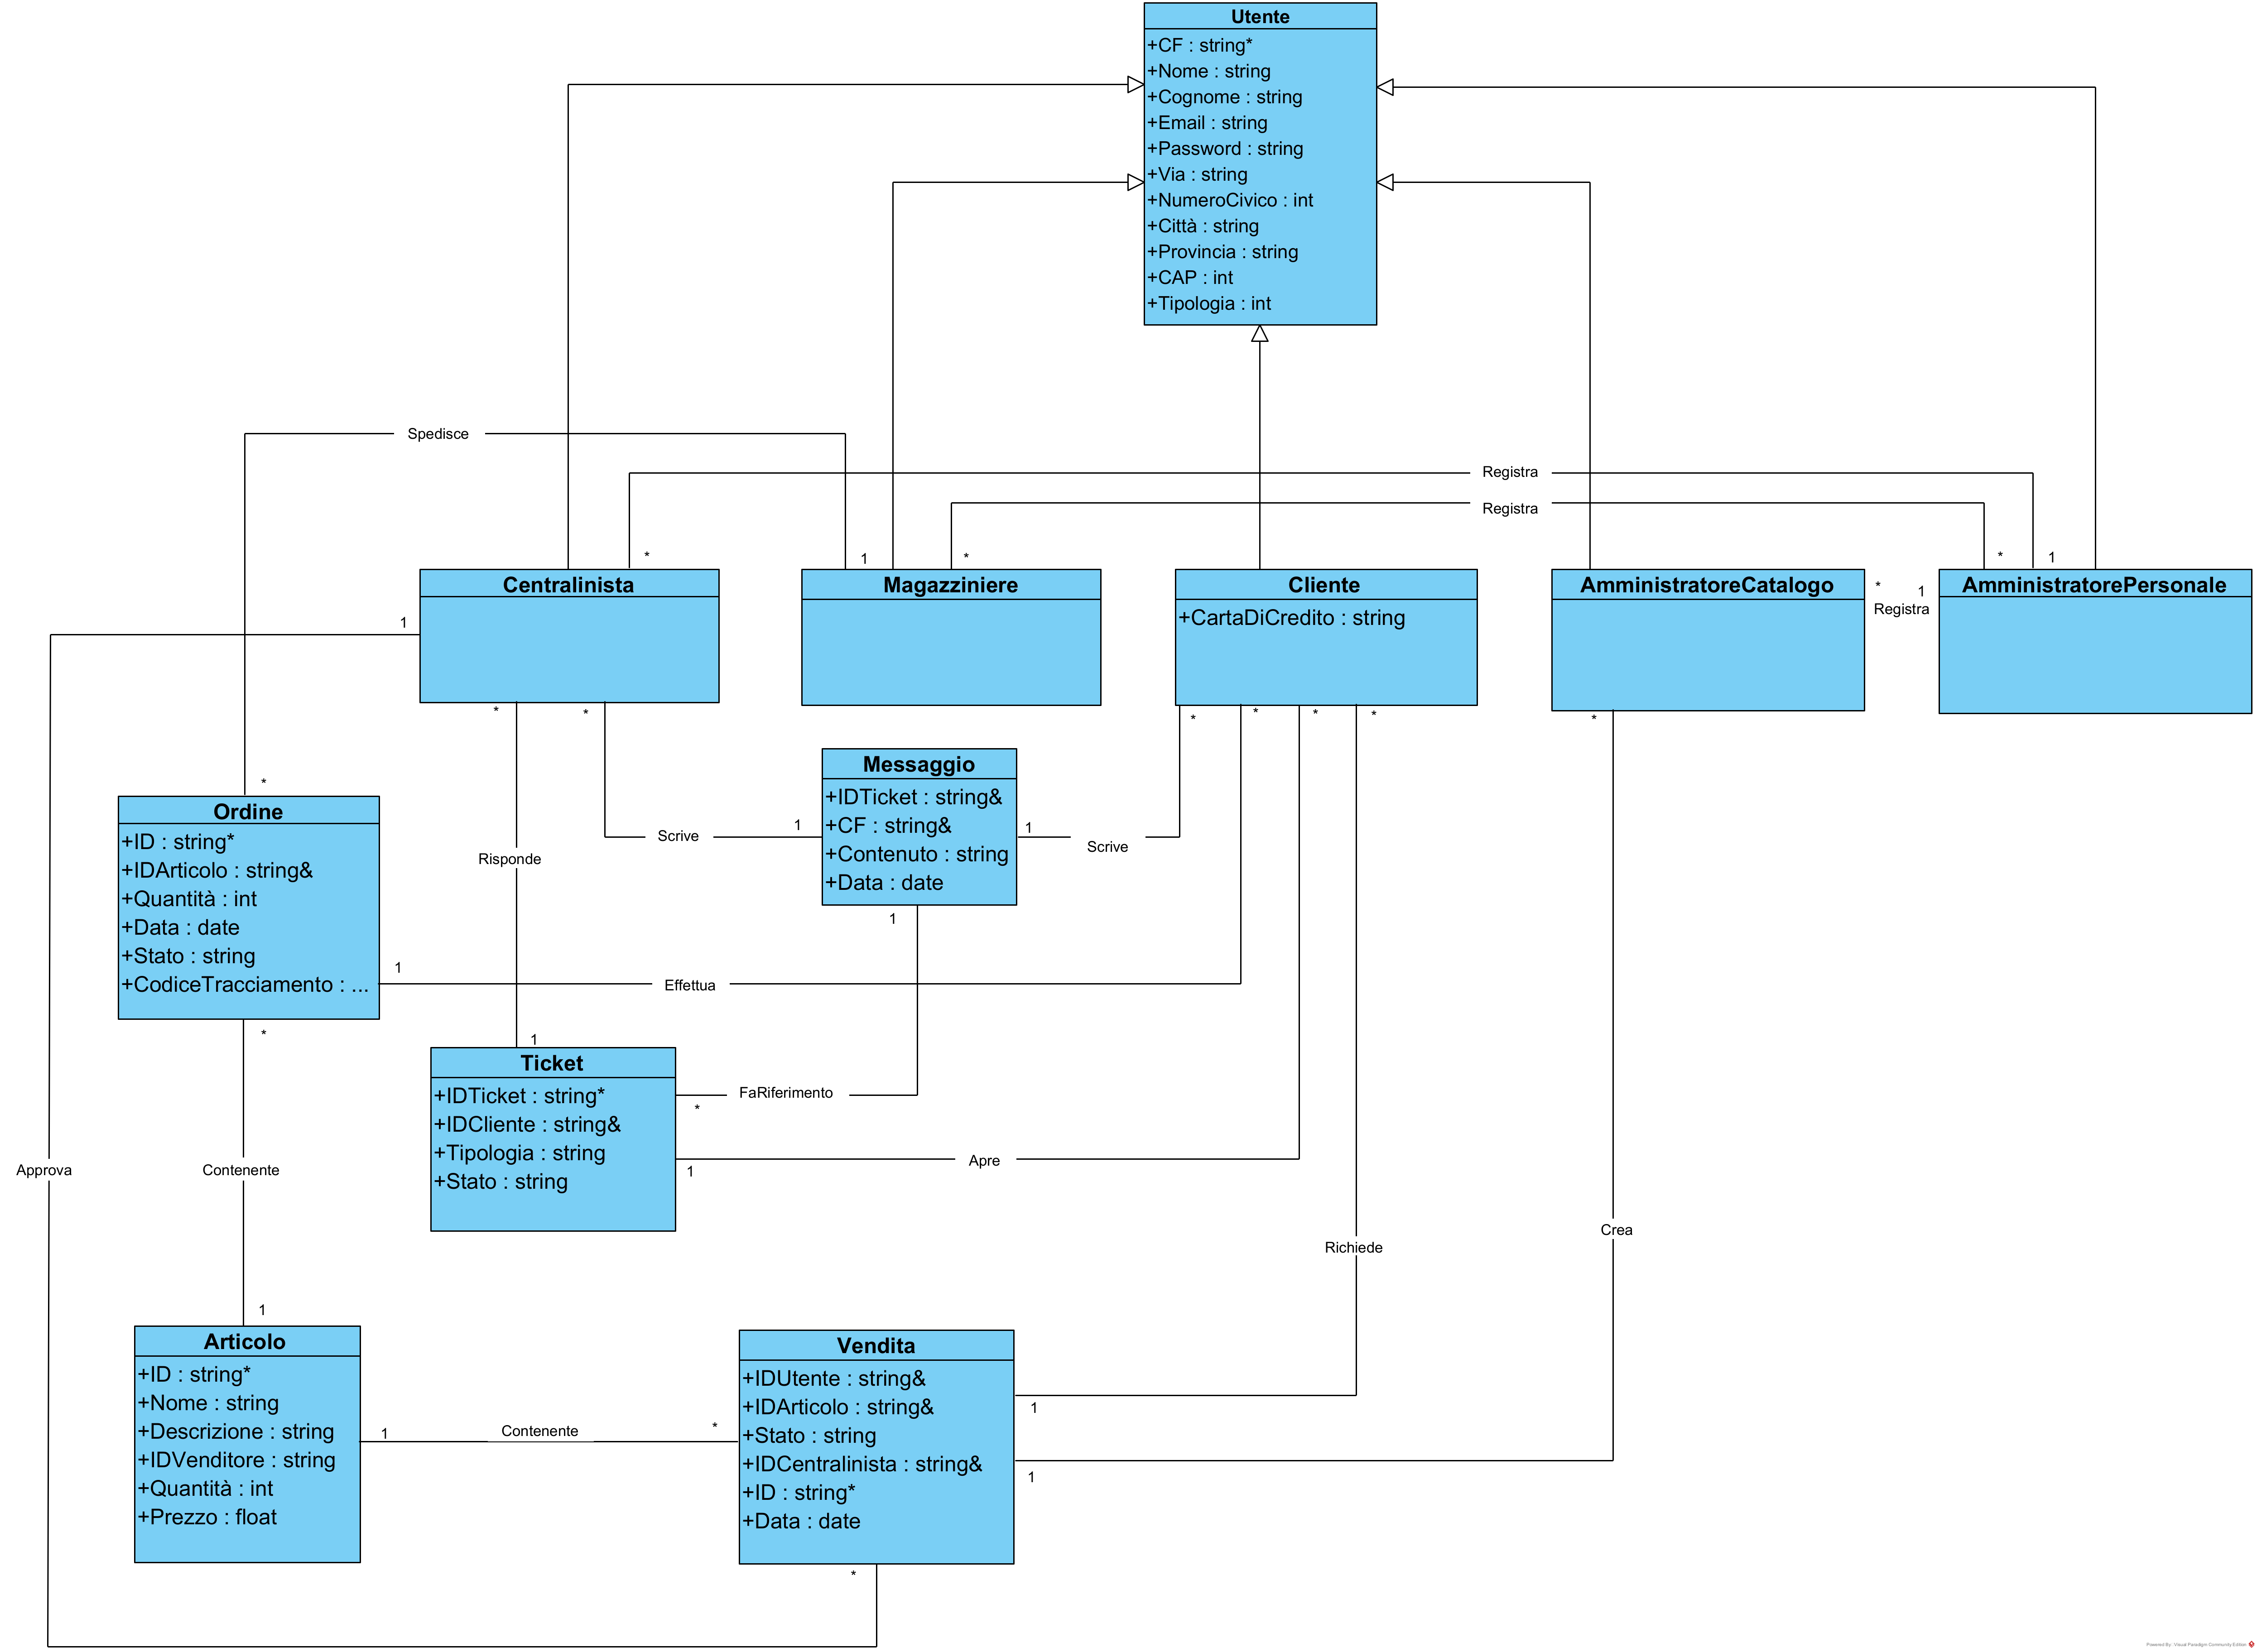 Utente
+CF : string*
+Nome : string
+Cognome : string
+Email : string
+Password : string
+Via : string
+NumeroCivico : int
+Città : string
+Provincia : string
+CAP : int
+Tipologia : int
Spedisce
Registra
Registra
*
1
*
*
1
Centralinista
Magazziniere
Cliente
+CartaDiCredito : string
AmministratoreCatalogo
*
1
Registra
AmministratorePersonale
1
*
*
*
*
*
*
*
Messaggio
+IDTicket : string&
+CF : string&
+Contenuto : string
+Data : date
*
Ordine
+ID : string*
+IDArticolo : string&
+Quantità : int
+Data : date
+Stato : string
+CodiceTracciamento : ...
Scrive
1
1
Scrive
Risponde
1
1
Effettua
*
1
Ticket
+IDTicket : string*
+IDCliente : string&
+Tipologia : string
+Stato : string
FaRiferimento
*
Apre
1
Approva
Contenente
Crea
Richiede
1
Articolo
+ID : string*
+Nome : string
+Descrizione : string
+IDVenditore : string
+Quantità : int
+Prezzo : float
Contenente
1
*
Vendita
+IDUtente : string&
+IDArticolo : string&
+Stato : string
+IDCentralinista : string&
+ID : string*
+Data : date
1
1
*
Powered By: Visual Paradigm Community Edition